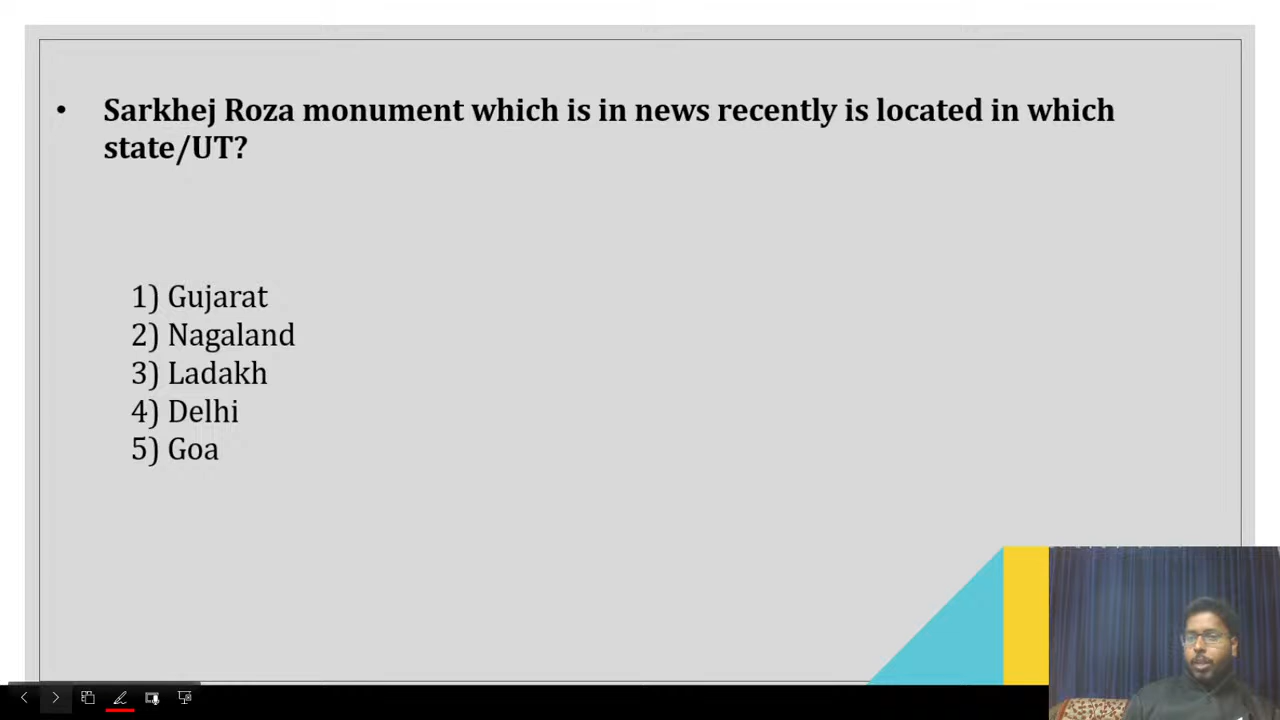 • Sarkhej Roza monument which is in news recently is located in which
state/UT?
1) Gujarat
2) Nagaland
3) Ladakh
4) Delhi
5) Goa